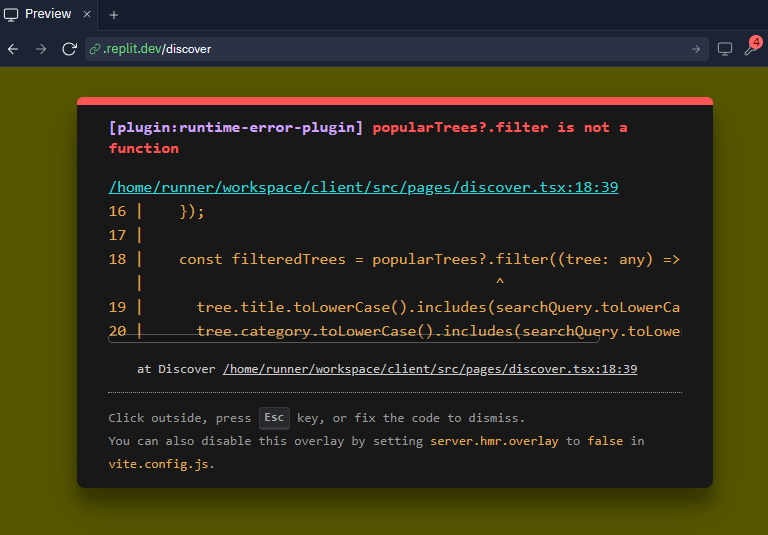 Preview
4
.replit.dev/discover
[plugin:runtime-error-plugin] popularTrees?.filter is not a
function
/home/runner/workspace/client/src/pages/discover.tsx:18:39
16 |    });
17 |
18 |    const filteredTrees = popularTrees?.filter((tree: any) =>
   |                                        ^
19 |      tree.title.toLowerCase().includes(searchQuery.toLowerCa
20 |      tree.category.toLowerCase().includes(searchQuery.toLowe
at Discover /home/runner/workspace/client/src/pages/discover.tsx:18:39
Click outside, press Esc key, or fix the code to dismiss.
You can also disable this overlay by setting server.hmr.overlay to false in
vite.config.js.